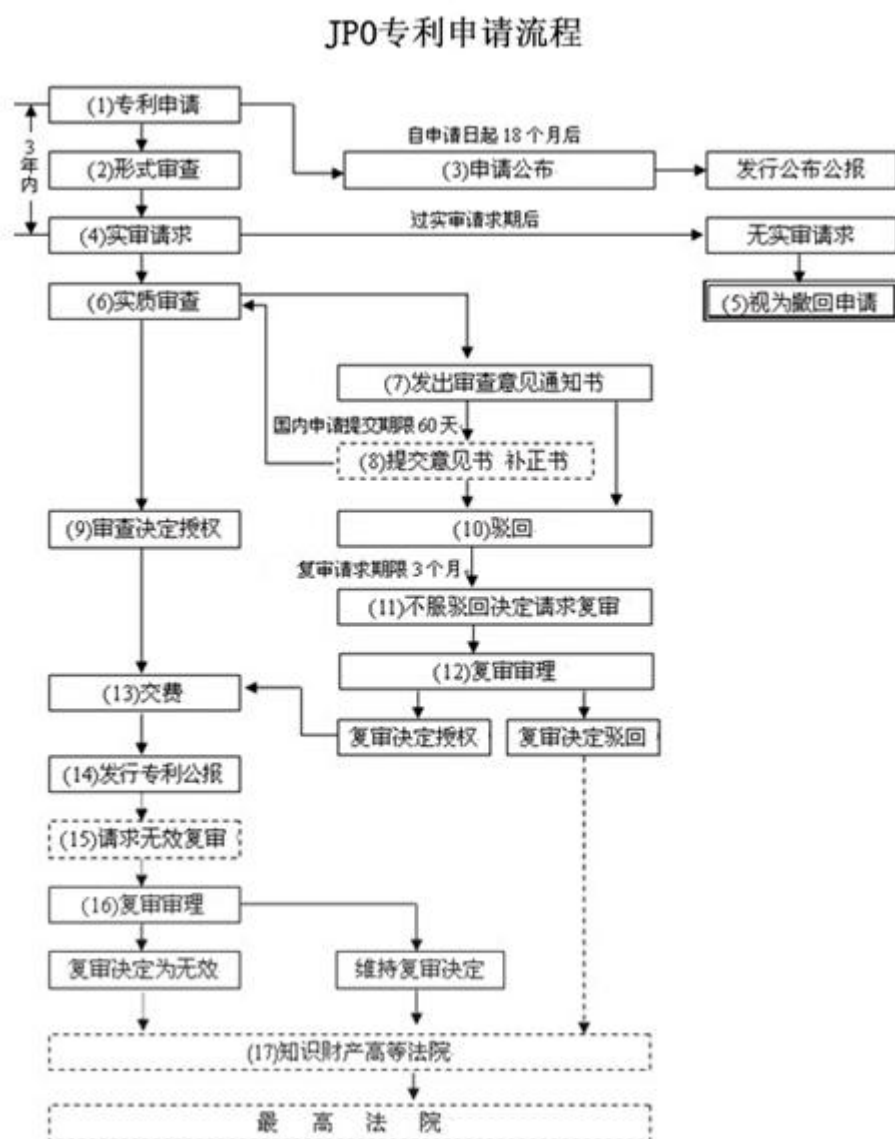 JPO专利申请流程
(1)专利申请
自申请日起18个月后
3年内
(2)形式审查
(3)申请公布
发行公布公报
过实审请求期后
(4)实审请求
无实审请求
(6)实质审查
(5)视为撤回申请
(7)发出审查意见通知书
国内申请提交期限60天
(8)提交意见书 补正书
(9)审查决定授权
(10)驳回
复审请求期限3个月
(11)不服驳回决定请求复审
(12)复审审理
(13)交费
复审决定授权
复审决定驳回
(14)发行专利公报
(15)请求无效复审
(16)复审审理
复审决定为无效
维持复审决定
(17)知识财产高等法院
最 高 法 院